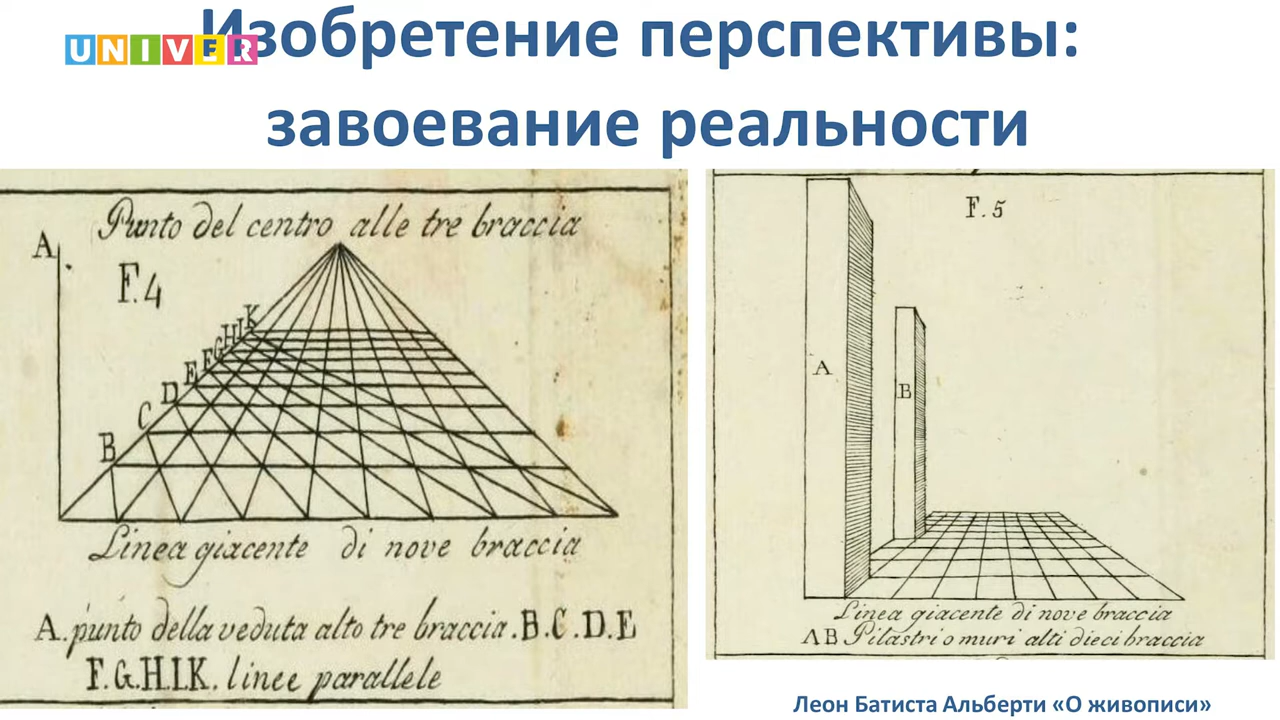 UNIVER
Изобретение перспективы:
завоевание реальности
Punto del centro alle tre braccia
A
F.4
K
I
H
G
F
E
D
C
B
Linea giacente di nove braccia
A. punto della veduta alto tre braccia. B.C.D.E
F.G.H.I.K. linee parallele
F. 5
A
B
Linea giacente di nove braccia
AB Pilastri o muri alti dieci braccia
Леон Батиста Альберти «О живописи»